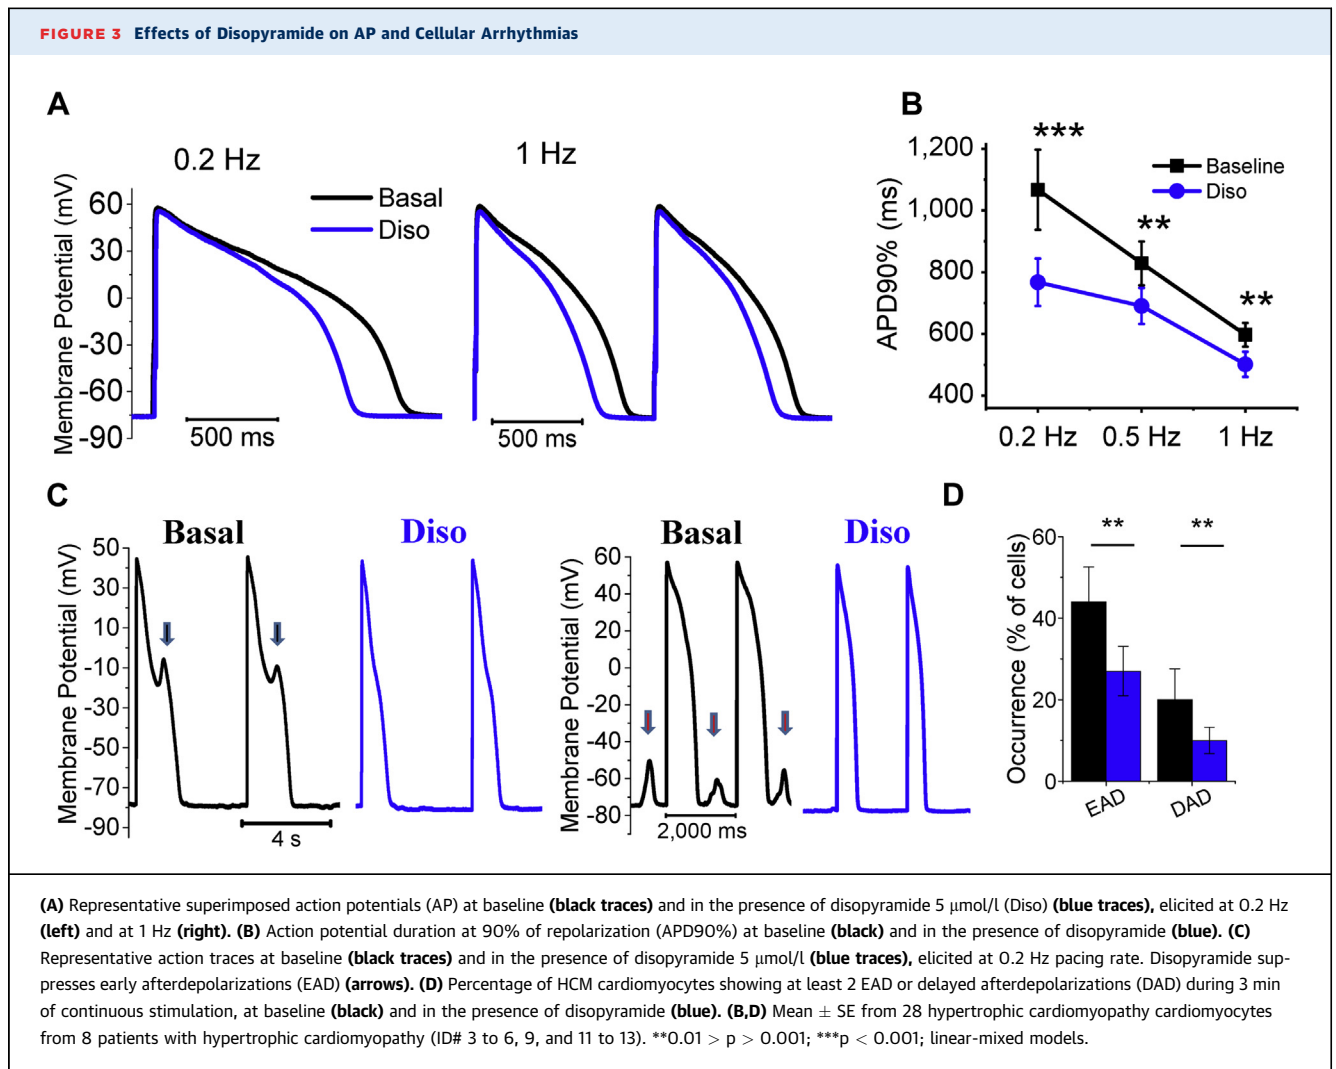 FIGURE 3 Effects of Disopyramide on AP and Cellular Arrhythmias
A
0.2 Hz
1 Hz
Basal
Diso
Membrane Potential (mV)
60
30
0
-30
-60
-90
500 ms
500 ms
B
***
**
**
Baseline
Diso
APD90% (ms)
1,200
1,000
800
600
400
0.2 Hz 0.5 Hz 1 Hz
C
Basal
Diso
Membrane Potential (mV)
50
30
10
-10
-30
-50
-70
-90
4 s
Basal
Diso
Membrane Potential (mV)
60
40
20
0
-20
-40
-60
-80
2,000 ms
D
**
**
Occurrence (% of cells)
60
40
20
0
EAD
DAD
(A) Representative superimposed action potentials (AP) at baseline (black traces) and in the presence of disopyramide 5 μmol/l (Diso) (blue traces), elicited at 0.2 Hz
(left) and at 1 Hz (right). (B) Action potential duration at 90% of repolarization (APD90%) at baseline (black) and in the presence of disopyramide (blue). (C)
Representative action traces at baseline (black traces) and in the presence of disopyramide 5 μmol/l (blue traces), elicited at 0.2 Hz pacing rate. Disopyramide sup-
presses early afterdepolarizations (EAD) (arrows). (D) Percentage of HCM cardiomyocytes showing at least 2 EAD or delayed afterdepolarizations (DAD) during 3 min
of continuous stimulation, at baseline (black) and in the presence of disopyramide (blue). (B,D) Mean ± SE from 28 hypertrophic cardiomyopathy cardiomyocytes
from 8 patients with hypertrophic cardiomyopathy (ID# 3 to 6, 9, and 11 to 13). **0.01 > p > 0.001; ***p < 0.001; linear-mixed models.